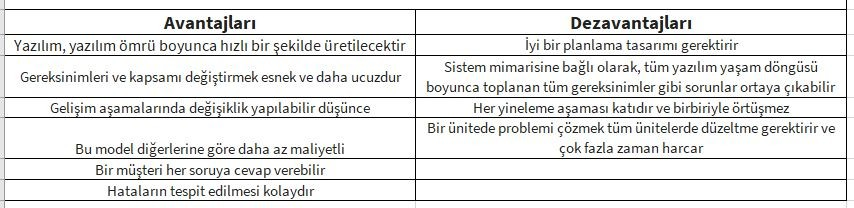 Avantajları
Dezavantajları
Yazılım, yazılım ömrü boyunca hızlı bir şekilde üretilecektir
İyi bir planlama tasarımı gerektirir
Gereksinimleri ve kapsamı değiştirmek esnek ve daha ucuzdur
Sistem mimarisine bağlı olarak, tüm yazılım yaşam döngüsü
boyunca toplanan tüm gereksinimler gibi sorunlar ortaya çıkabilir
Gelişim aşamalarında değişiklik yapılabilir düşünce
Her yineleme aşaması katıdır ve birbiriyle örtüşmez
Bu model diğerlerine göre daha az maliyetli
Bir ünitede problemi çözmek tüm ünitelerde düzeltme gerektirir ve
çok fazla zaman harcar
Bir müşteri her soruya cevap verebilir
Hataların tespit edilmesi kolaydır